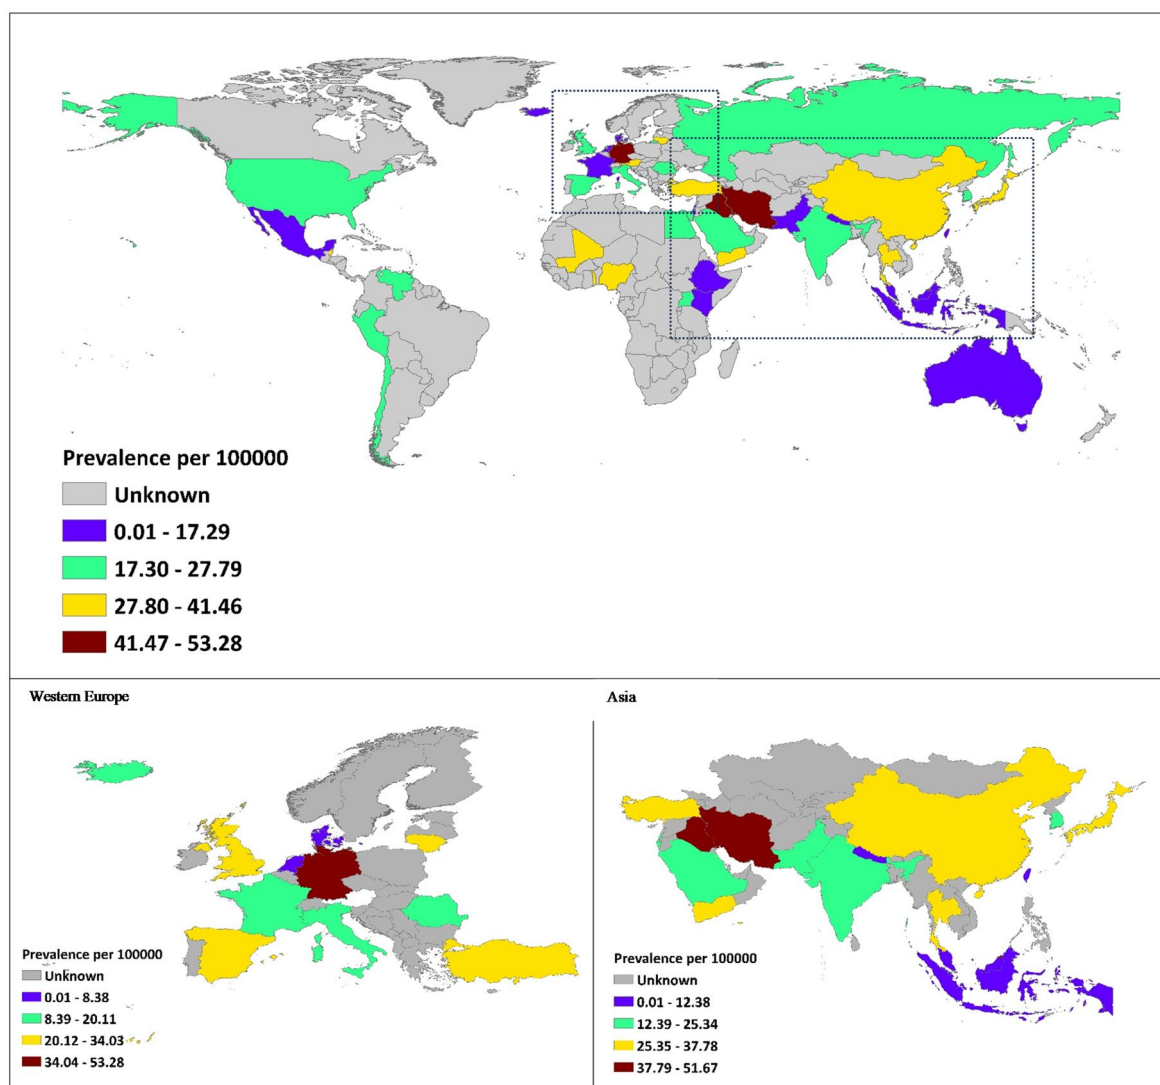 Prevalence per 100000
Unknown
0.01 - 17.29
17.30 - 27.79
27.80 - 41.46
41.47 - 53.28
Western Europe
Prevalence per 100000
Unknown
0.01 - 8.38
8.39 - 20.11
20.12 - 34.03
34.04 - 53.28
Asia
Prevalence per 100000
Unknown
0.01 - 12.38
12.39 - 25.34
25.35 - 37.78
37.79 - 51.67